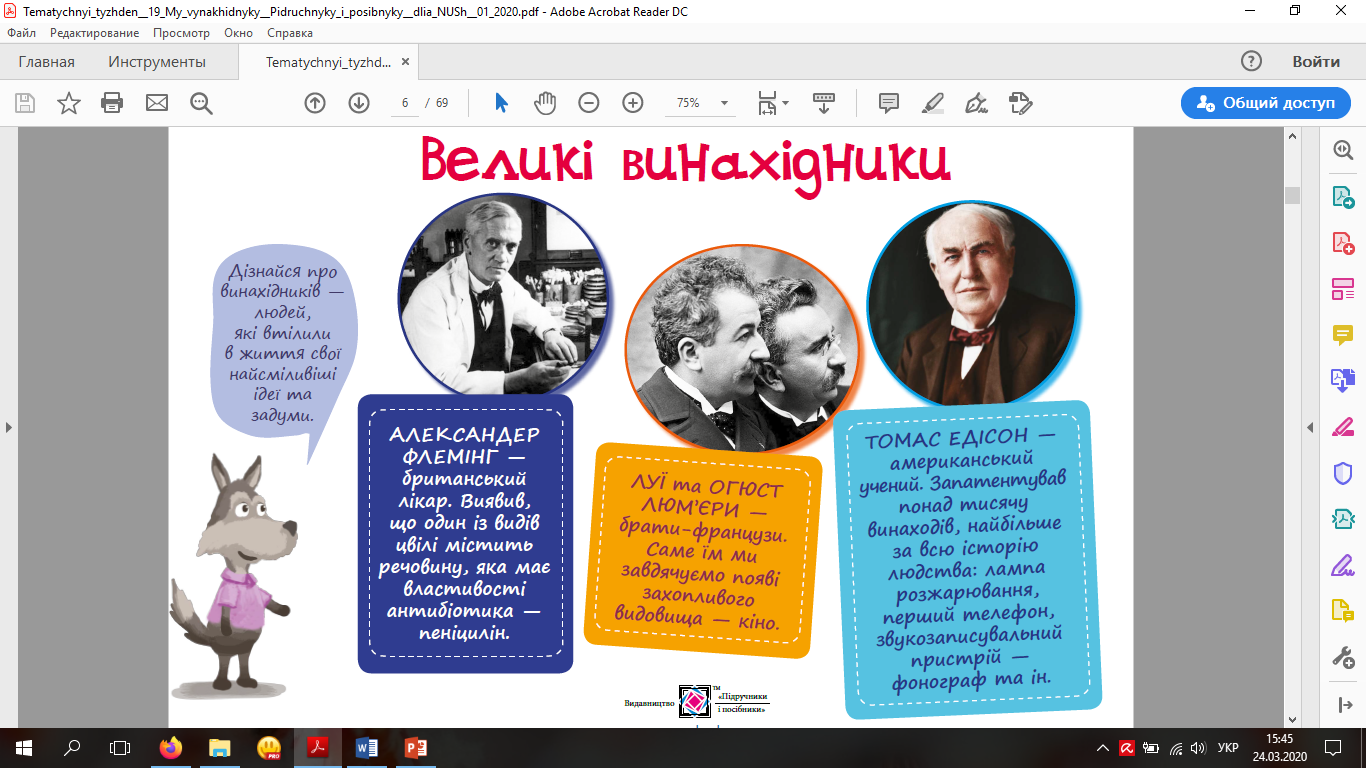 Tematychnyi_tyzhden__19_My_vynakhidnyky__Pidruchnyky_i_posibnyky__dlia_NUSh__01_2020.pdf - Adobe Acrobat Reader DC
Файл Редактирование Просмотр Окно Справка
Главная Инструменты Tematychnyi_tyzhd... × Войти
6 / 69 75% Общий доступ
Великі винахідники
Дізнайся про
винахідників —
людей,
які втілили
в життя свої
найсміливіші
ідеї та
задуми.
АЛЕКСАНДЕР
ФЛЕМІНГ —
британський
лікар. Виявив,
що один із видів
цвілі містить
речовину, яка має
властивості
антибіотика —
пеніцилін.
ЛУЇ та ОГЮСТ
ЛЮМ’ЄРИ —
брати-французи.
Саме їм ми
завдячуємо появі
захопливого
видовища — кіно.
ТОМАС ЕДІСОН —
американський
учений. Запатентував
понад тисячу
винаходів, найбільше
за всю історію
людства: лампа
розжарювання,
перший телефон,
звукозаписувальний
пристрій —
фонограф та ін.
Видавництво
TM
«Підручники
і посібники»
PRO
УКР
15:45
24.03.2020